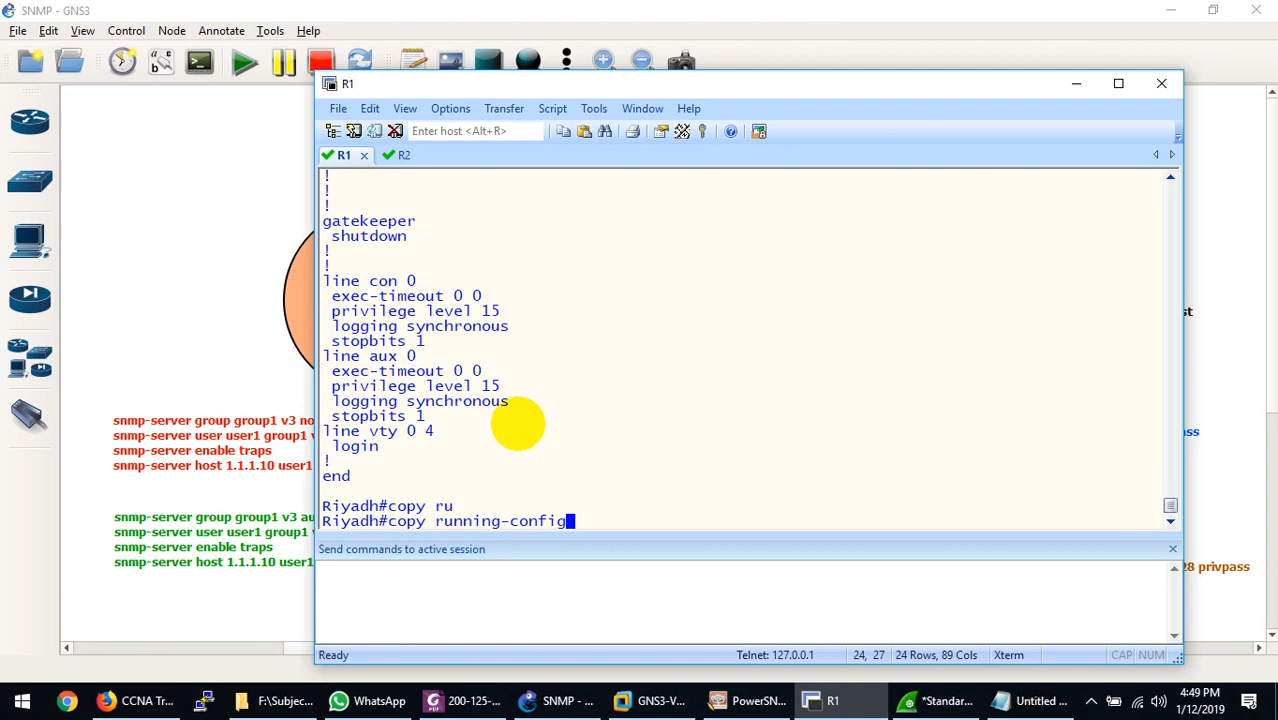 SNMP - GNS3
File Edit View Control Node Annotate Tools Help
R1
File Edit View Options Transfer Script Tools Window Help
Enter host <Alt+R>
R1 R2
!
!
!
gatekeeper
shutdown
!
!
line con 0
exec-timeout 0 0
privilege level 15
logging synchronous
stopbits 1
line aux 0
exec-timeout 0 0
privilege level 15
logging synchronous
stopbits 1
line vty 0 4
login
!
end
Riyadh#copy ru
Riyadh#copy running-config
Send commands to active session
Ready Telnet: 127.0.0.1 24, 27 24 Rows, 89 Cols Xterm CAP NUM
snmp-server group group1 v3 no
snmp-server user user1 group1 v
snmp-server enable traps
snmp-server host 1.1.1.10 user1
snmp-server group group1 v3 au
snmp-server user user1 group1 v
snmp-server enable traps
snmp-server host 1.1.1.10 user1
st
ass
28 privpass
CCNA Tr... F:\Subjec... WhatsApp 200-125-... SNMP - G... GNS3-V... PowerSN... R1 *Standar... Untitled ... 4:49 PM
1/12/2019